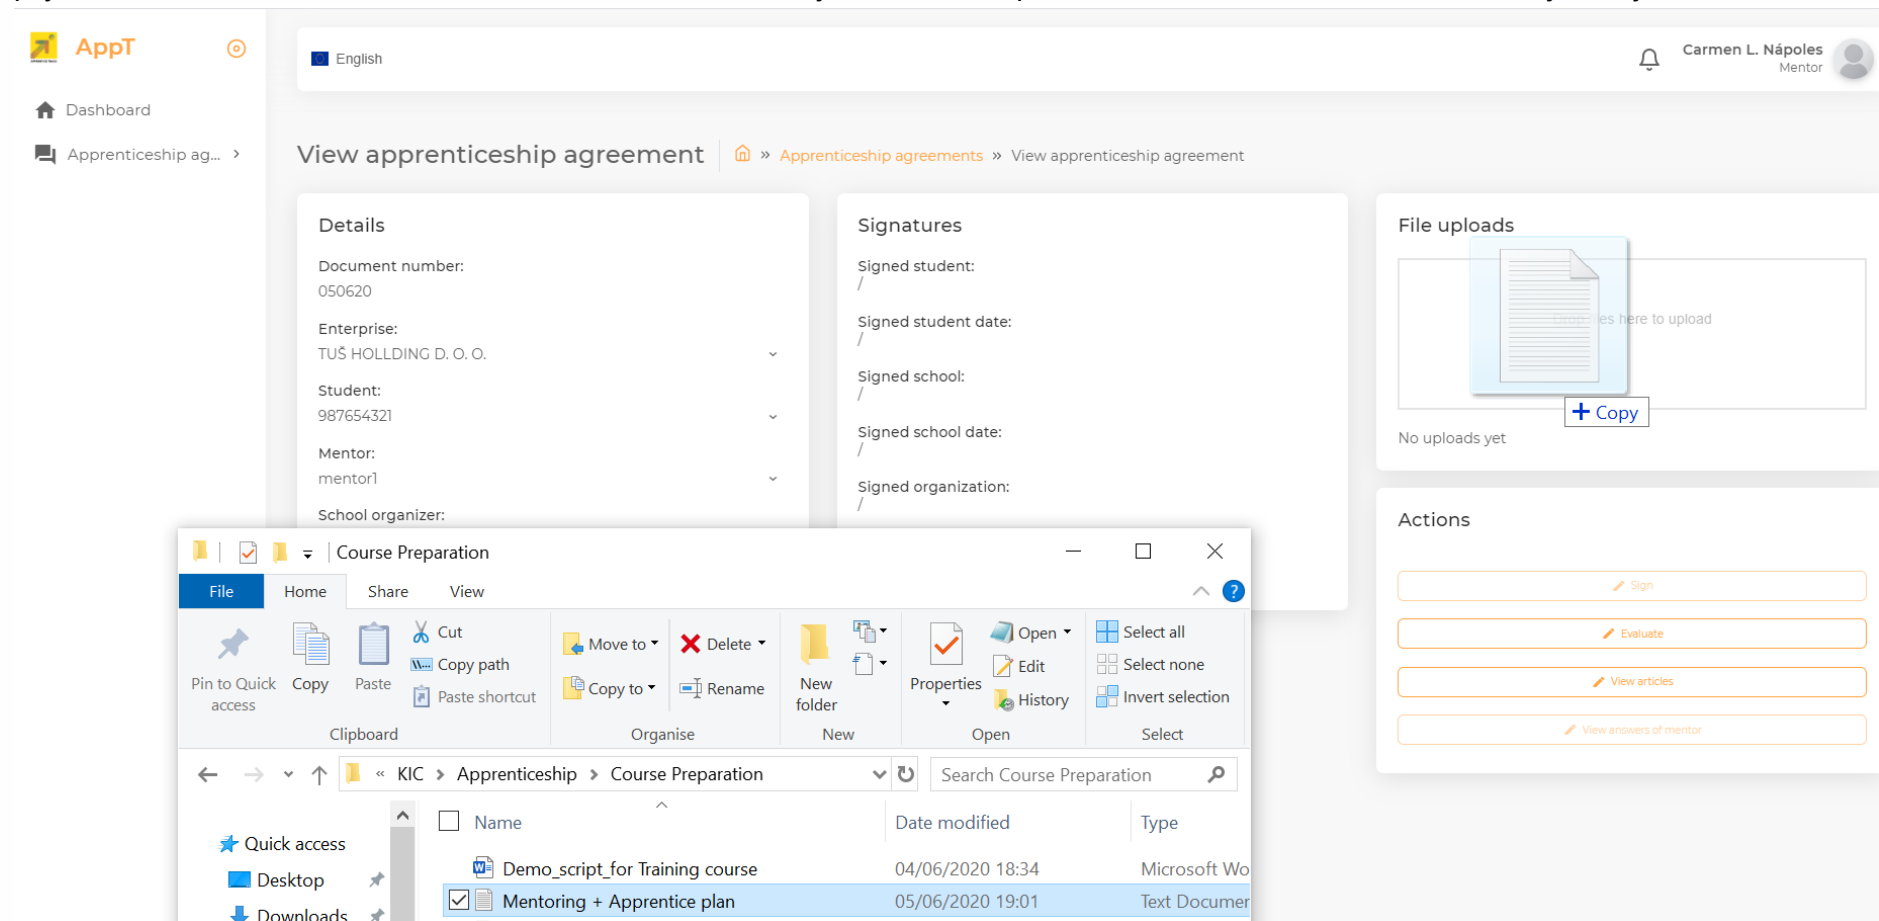 AppT
English
Carmen L. Nápoles
Mentor
Dashboard
Apprenticeship ag...
View apprenticeship agreement
» Apprenticeship agreements » View apprenticeship agreement
Details
Document number:
050620
Enterprise:
TUŠ HOLLDING D. O. O.
Student:
987654321
Mentor:
mentor1
School organizer:
Signatures
Signed student:
/
Signed student date:
/
Signed school:
/
Signed school date:
/
Signed organization:
/
File uploads
Drop files here to upload
+ Copy
No uploads yet
Actions
Sign
Evaluate
View articles
View answers of mentor
Course Preparation
File Home Share View
Pin to Quick access
Copy
Paste
Cut
Copy path
Paste shortcut
Clipboard
Move to
Copy to
Delete
Rename
Organise
New folder
New
Properties
Open
Edit
History
Open
Select all
Select none
Invert selection
Select
« KIC > Apprenticeship > Course Preparation
Search Course Preparation
Quick access
Desktop
Downloads
Name Date modified Type
Demo_script_for Training course 04/06/2020 18:34 Microsoft Wo
Mentoring + Apprentice plan 05/06/2020 19:01 Text Documer